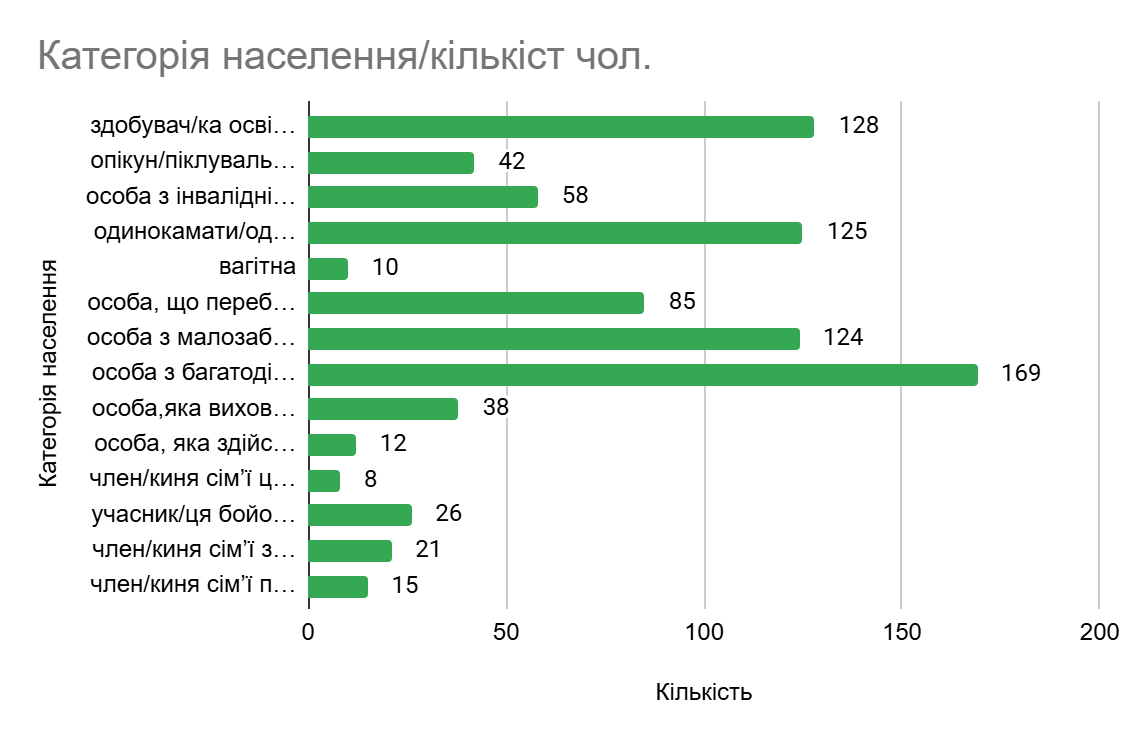 Категорія населення/кількіст чол.
Категорія населення
здобувач/ка осві… 128
опікун/піклуваль… 42
особа з інвалідні… 58
одинокамати/од… 125
вагітна 10
особа, що переб… 85
особа з малозаб… 124
особа з багатоді… 169
особа,яка вихов… 38
особа, яка здійс… 12
член/киня сім’ї ц… 8
учасник/ця бойо… 26
член/киня сім’ї з… 21
член/киня сім’ї п… 15
0 50 100 150 200
Кількість